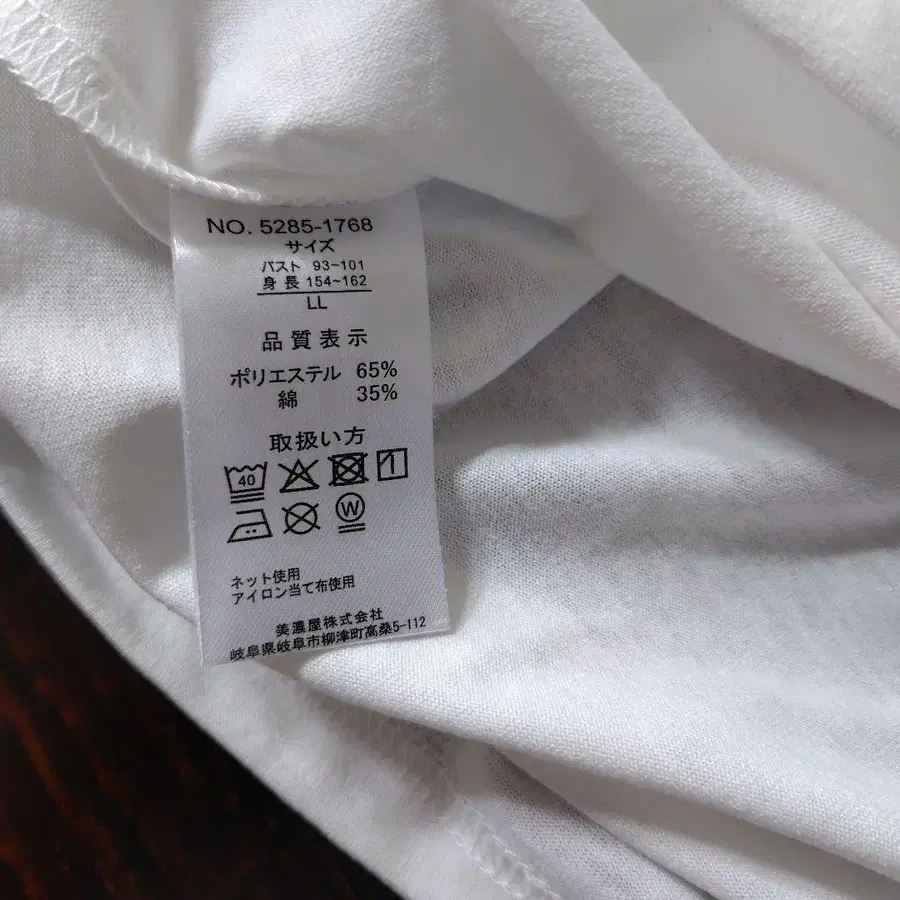 NO. 5285-1768
サイズ
バスト 93~101
身長 154~162
LL
品質表示
ポリエステル 65%
綿 35%
取扱い方
40
W
ネット使用
アイロン当て布使用
美濃屋株式会社
岐阜県岐阜市柳津町高桑5-112